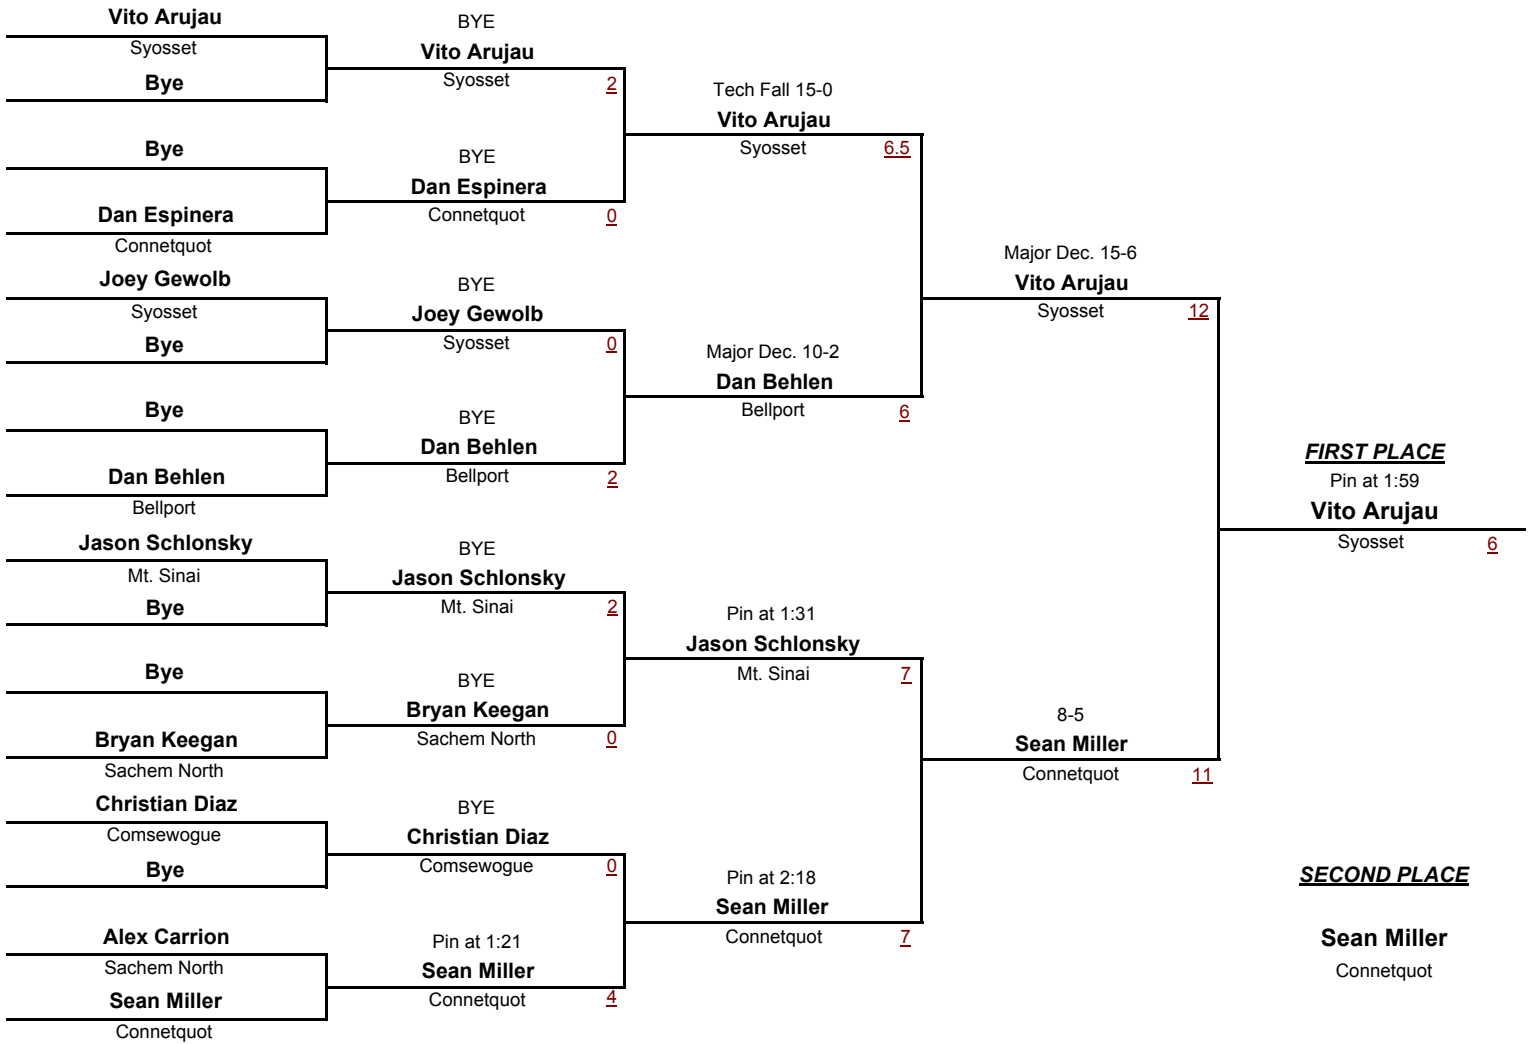 Vito Arujau
Syosset
Bye
Bye
Dan Espinera
Connetquot
Joey Gewolb
Syosset
Bye
Bye
Dan Behlen
Bellport
Jason Schlonsky
Mt. Sinai
Bye
Bye
Bryan Keegan
Sachem North
Christian Diaz
Comsewogue
Bye
Alex Carrion
Sachem North
Sean Miller
Connetquot
BYE
Vito Arujau
Syosset
2
BYE
Dan Espinera
Connetquot
0
BYE
Joey Gewolb
Syosset
0
BYE
Dan Behlen
Bellport
2
BYE
Jason Schlonsky
Mt. Sinai
2
BYE
Bryan Keegan
Sachem North
0
BYE
Christian Diaz
Comsewogue
0
Pin at 1:21
Sean Miller
Connetquot
4
Tech Fall 15-0
Vito Arujau
Syosset
6.5
Major Dec. 10-2
Dan Behlen
Bellport
6
Pin at 1:31
Jason Schlonsky
Mt. Sinai
7
Pin at 2:18
Sean Miller
Connetquot
7
Major Dec. 15-6
Vito Arujau
Syosset
12
8-5
Sean Miller
Connetquot
11
FIRST PLACE
Pin at 1:59
Vito Arujau
Syosset
6
SECOND PLACE
Sean Miller
Connetquot